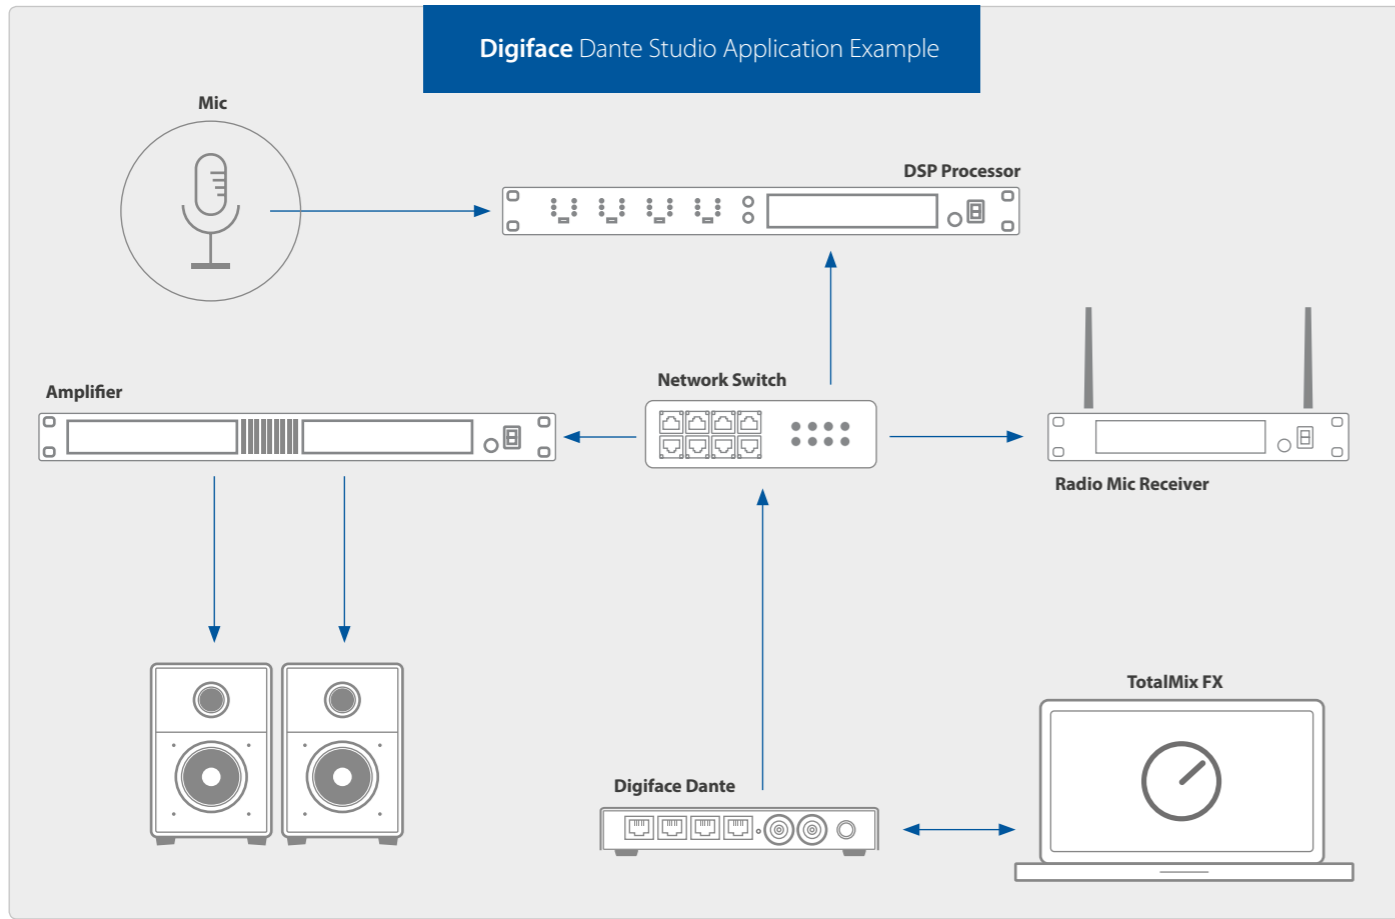 Digiface Dante Studio Application Example
Mic
DSP Processor
Network Switch
Amplifier
Radio Mic Receiver
TotalMix FX
Digiface Dante